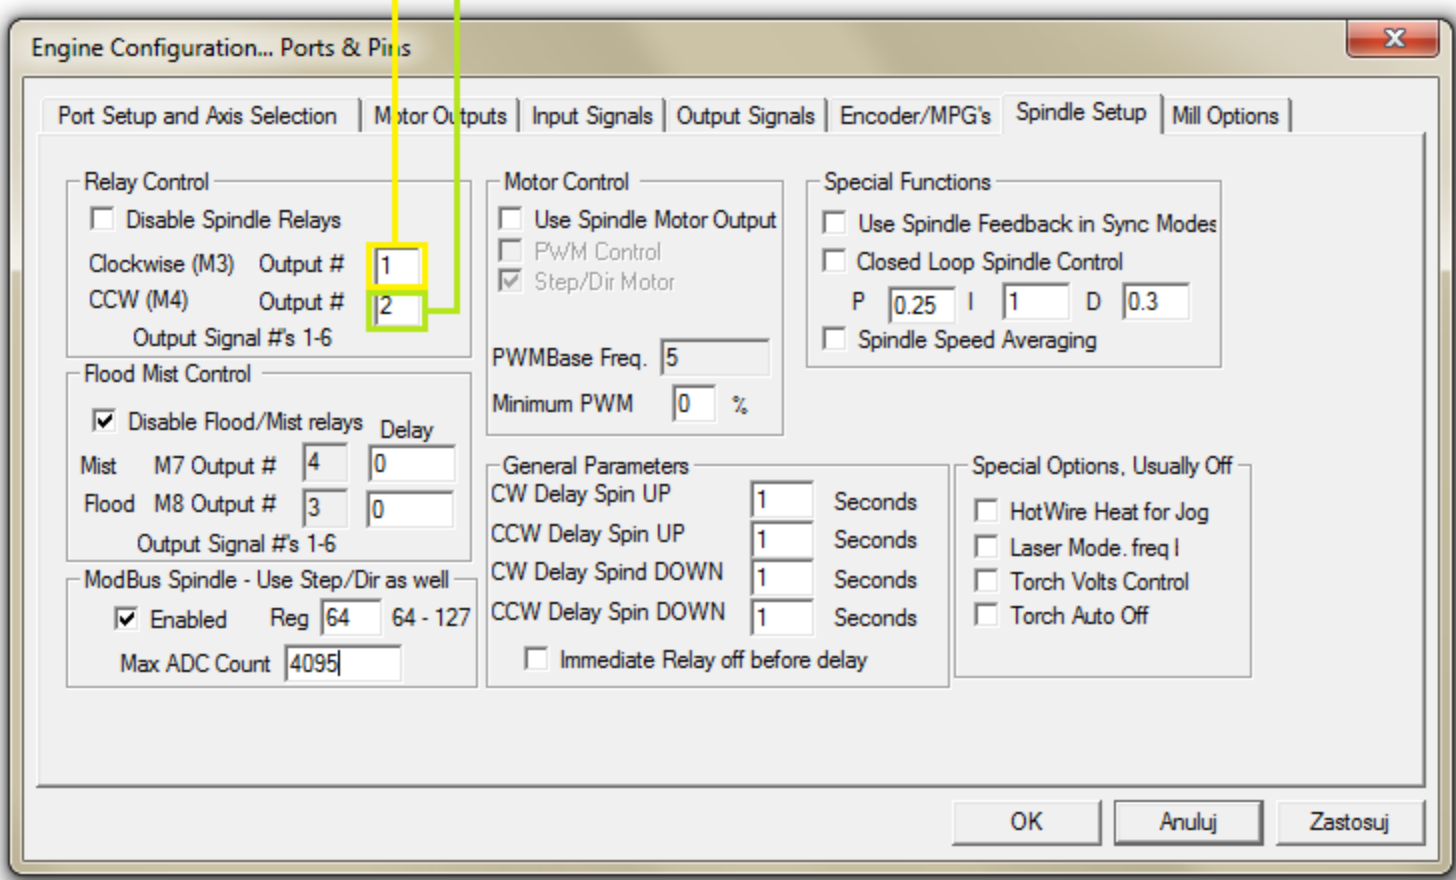 Engine Configuration... Ports & Pins
Port Setup and Axis Selection Motor Outputs Input Signals Output Signals Encoder/MPG's Spindle Setup Mill Options
Relay Control
Disable Spindle Relays
Clockwise (M3) Output # 1
CCW (M4) Output # 2
Output Signal #'s 1-6
Flood Mist Control
Disable Flood/Mist relays Delay
Mist M7 Output # 4 0
Flood M8 Output # 3 0
Output Signal #'s 1-6
ModBus Spindle - Use Step/Dir as well
Enabled Reg 64 64 - 127
Max ADC Count 4095
Motor Control
Use Spindle Motor Output
PWM Control
Step/Dir Motor
PWMBase Freq. 5
Minimum PWM 0 %
General Parameters
CW Delay Spin UP 1 Seconds
CCW Delay Spin UP 1 Seconds
CW Delay Spind DOWN 1 Seconds
CCW Delay Spin DOWN 1 Seconds
Immediate Relay off before delay
Special Functions
Use Spindle Feedback in Sync Modes
Closed Loop Spindle Control
P 0.25 I 1 D 0.3
Spindle Speed Averaging
Special Options, Usually Off
HotWire Heat for Jog
Laser Mode. freq
Torch Volts Control
Torch Auto Off
OK Anuluj Zastosuj